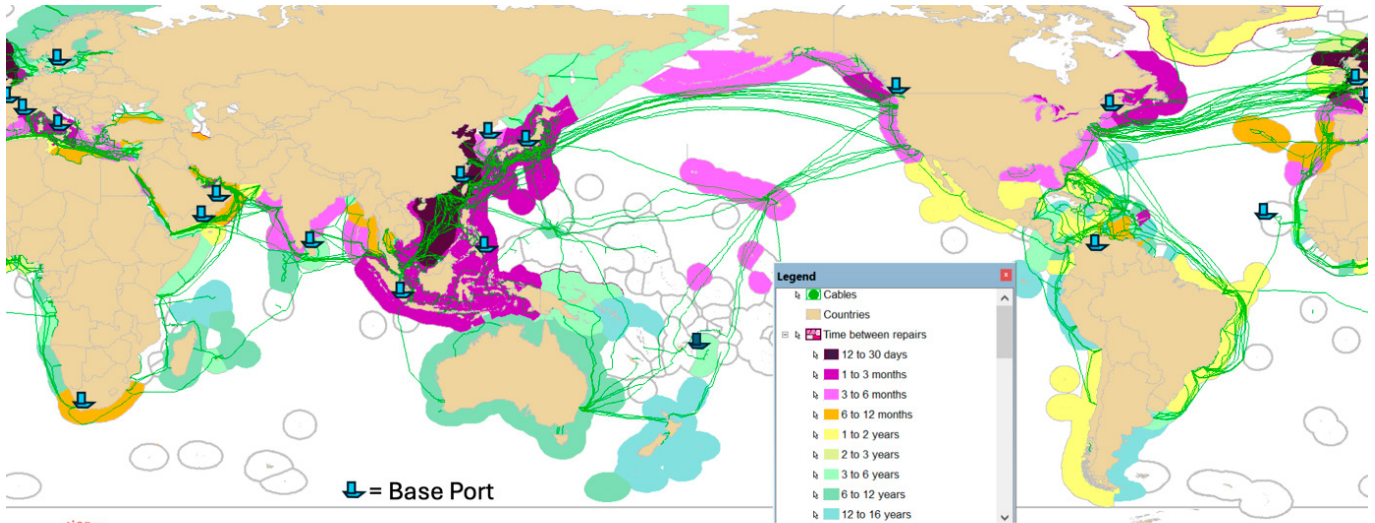 Legend
x
Cables
Countries
Time between repairs
12 to 30 days
1 to 3 months
3 to 6 months
6 to 12 months
1 to 2 years
2 to 3 years
3 to 6 years
6 to 12 years
12 to 16 years
= Base Port